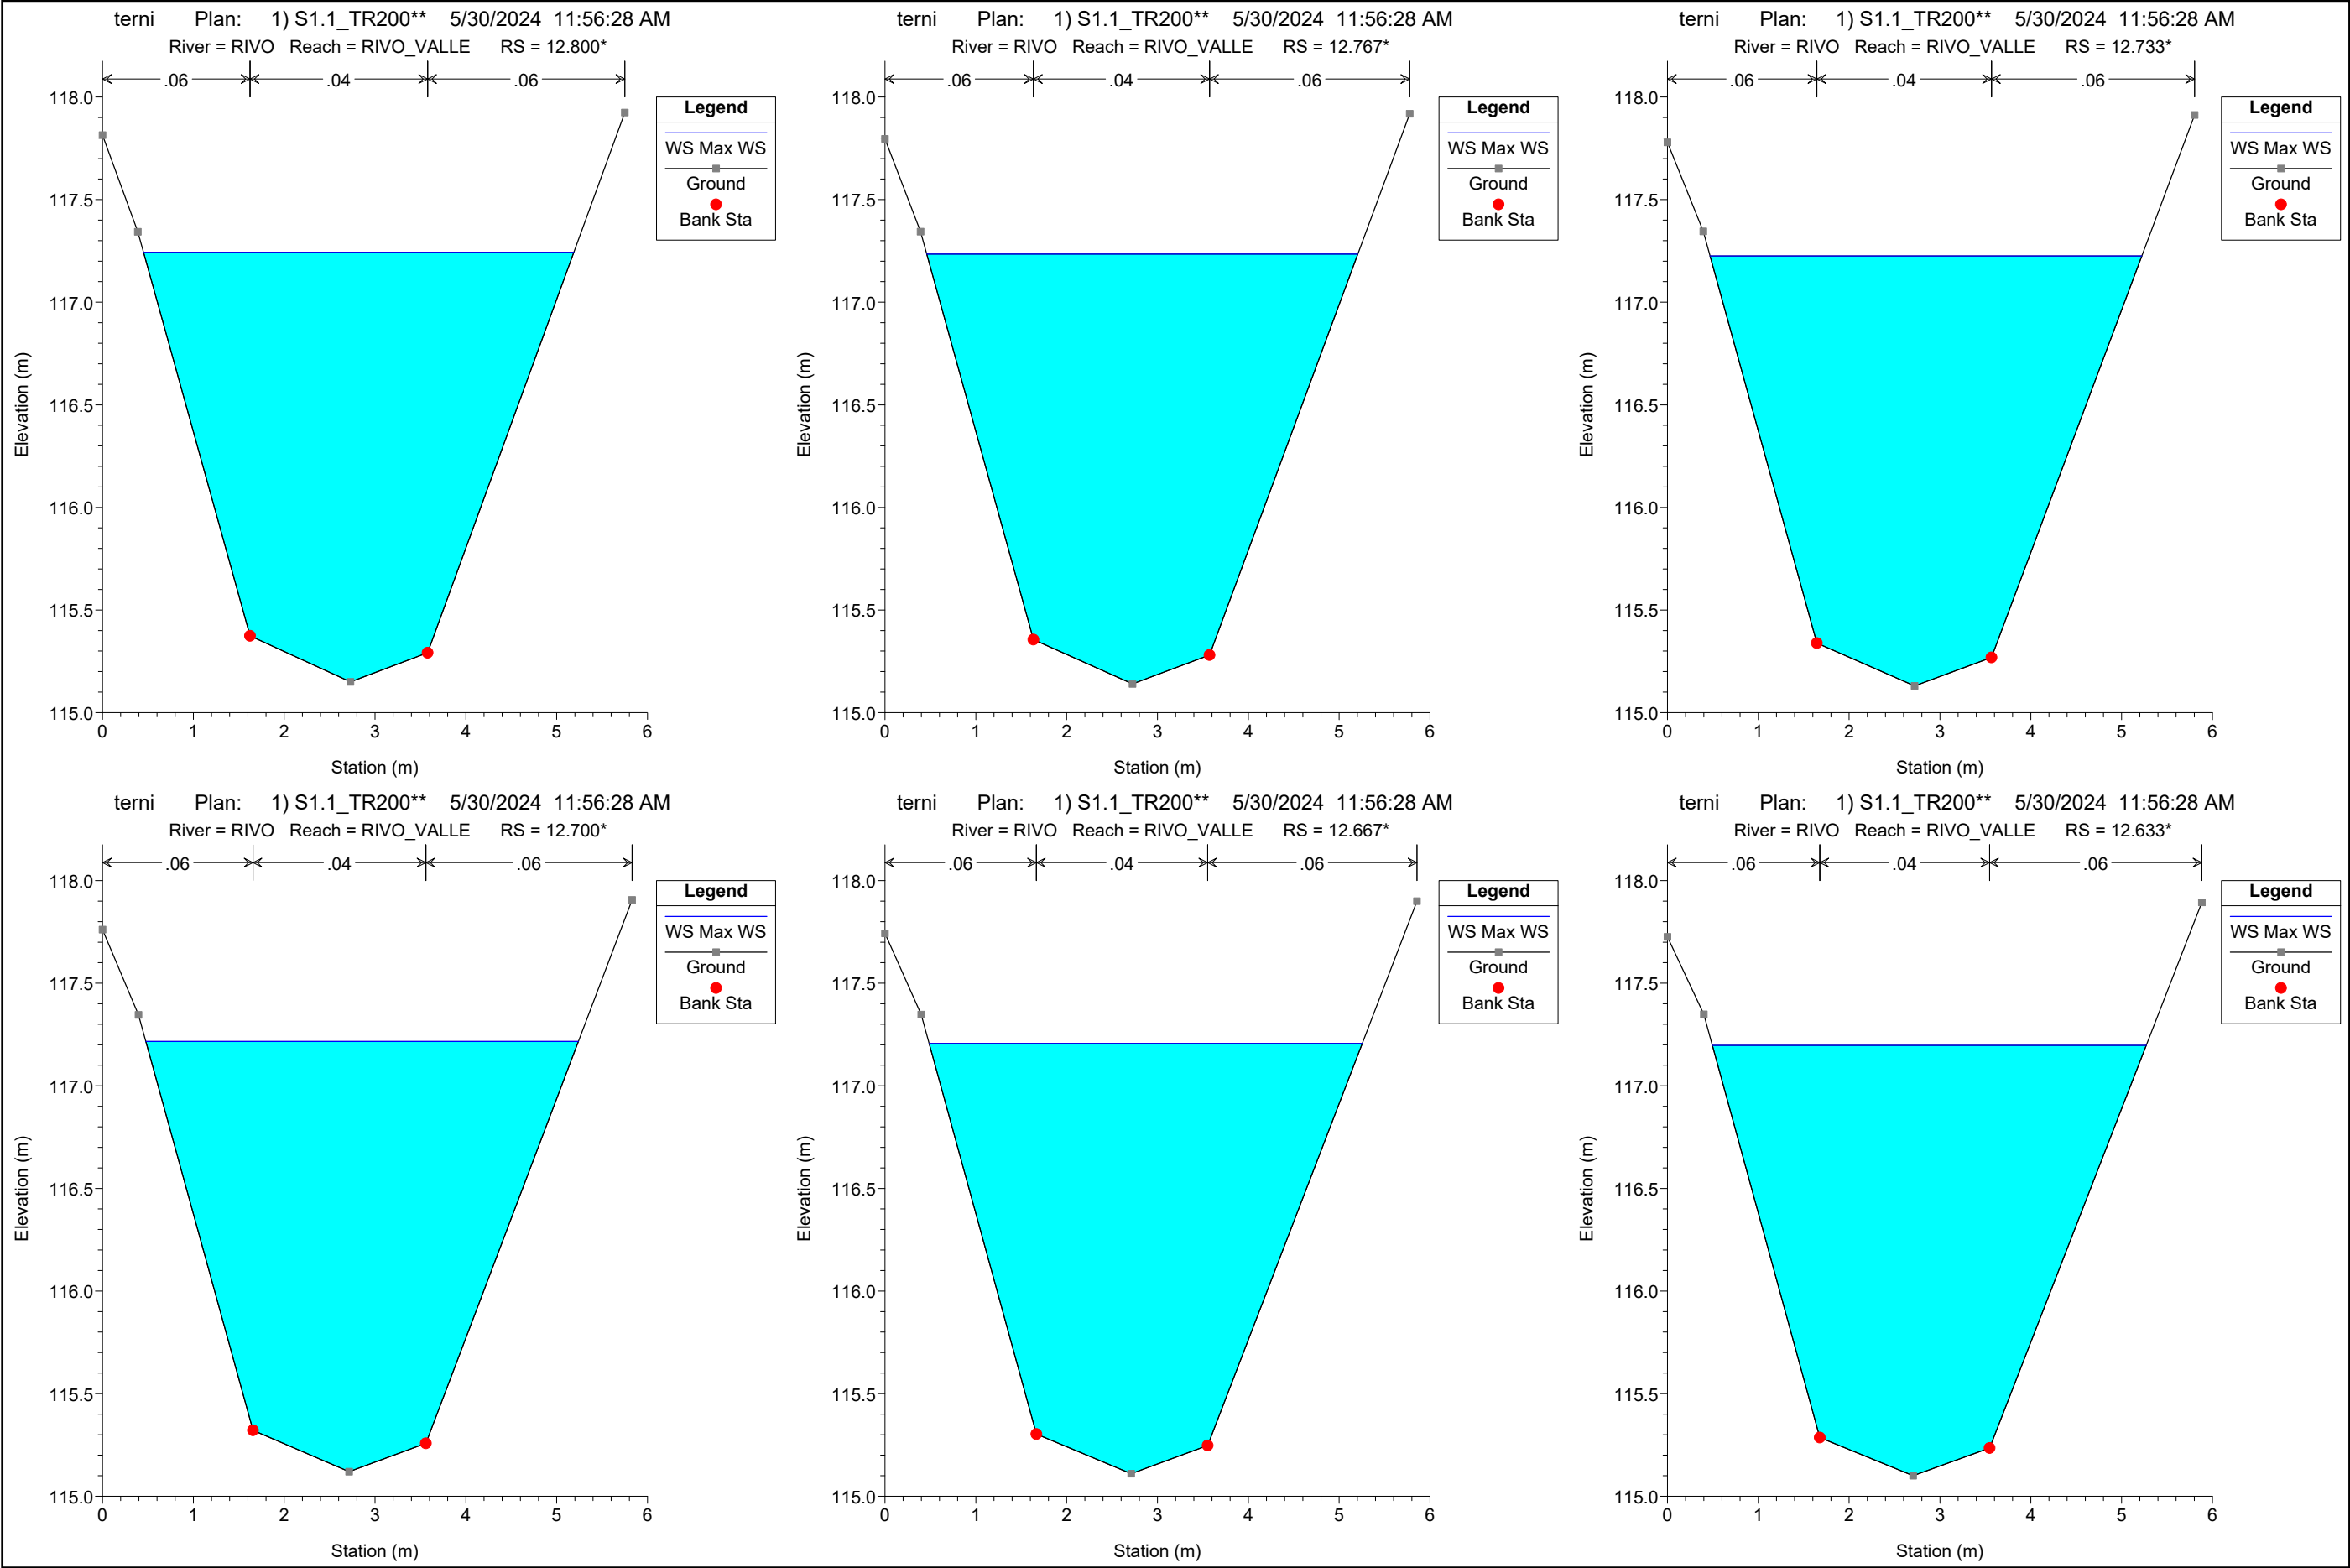 terni Plan: 1) S1.1_TR200** 5/30/2024 11:56:28 AM
River = RIVO Reach = RIVO_VALLE RS = 12.800*
.06 .04 .06
118.0
117.5
117.0
116.5
116.0
115.5
115.0
Elevation (m)
0 1 2 3 4 5 6
Station (m)
Legend
WS Max WS
Ground
Bank Sta
terni Plan: 1) S1.1_TR200** 5/30/2024 11:56:28 AM
River = RIVO Reach = RIVO_VALLE RS = 12.767*
.06 .04 .06
118.0
117.5
117.0
116.5
116.0
115.5
115.0
Elevation (m)
0 1 2 3 4 5 6
Station (m)
Legend
WS Max WS
Ground
Bank Sta
terni Plan: 1) S1.1_TR200** 5/30/2024 11:56:28 AM
River = RIVO Reach = RIVO_VALLE RS = 12.733*
.06 .04 .06
118.0
117.5
117.0
116.5
116.0
115.5
115.0
Elevation (m)
0 1 2 3 4 5 6
Station (m)
Legend
WS Max WS
Ground
Bank Sta
terni Plan: 1) S1.1_TR200** 5/30/2024 11:56:28 AM
River = RIVO Reach = RIVO_VALLE RS = 12.700*
.06 .04 .06
118.0
117.5
117.0
116.5
116.0
115.5
115.0
Elevation (m)
0 1 2 3 4 5 6
Station (m)
Legend
WS Max WS
Ground
Bank Sta
terni Plan: 1) S1.1_TR200** 5/30/2024 11:56:28 AM
River = RIVO Reach = RIVO_VALLE RS = 12.667*
.06 .04 .06
118.0
117.5
117.0
116.5
116.0
115.5
115.0
Elevation (m)
0 1 2 3 4 5 6
Station (m)
Legend
WS Max WS
Ground
Bank Sta
terni Plan: 1) S1.1_TR200** 5/30/2024 11:56:28 AM
River = RIVO Reach = RIVO_VALLE RS = 12.633*
.06 .04 .06
118.0
117.5
117.0
116.5
116.0
115.5
115.0
Elevation (m)
0 1 2 3 4 5 6
Station (m)
Legend
WS Max WS
Ground
Bank Sta